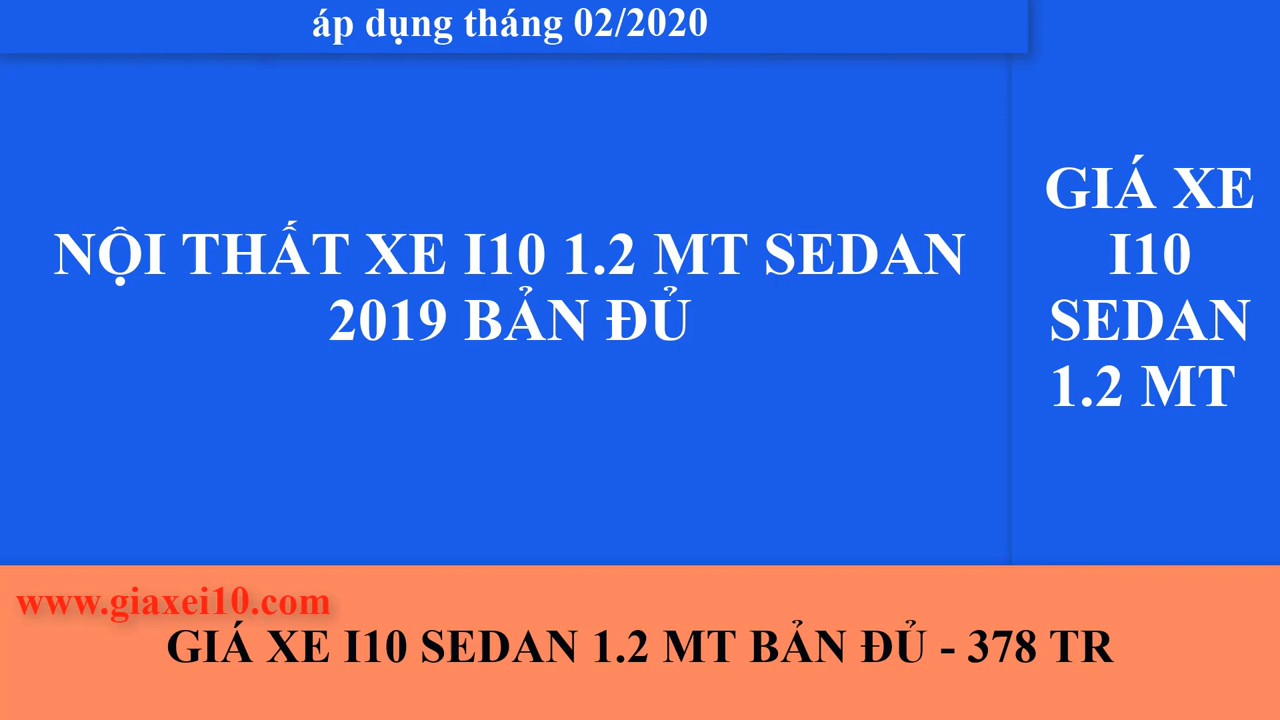 áp dụng tháng 02/2020
NỘI THẤT XE I10 1.2 MT SEDAN
2019 BẢN ĐỦ
GIÁ XE
I10
SEDAN
1.2 MT
www.giaxei10.com
GIÁ XE I10 SEDAN 1.2 MT BẢN ĐỦ - 378 TR